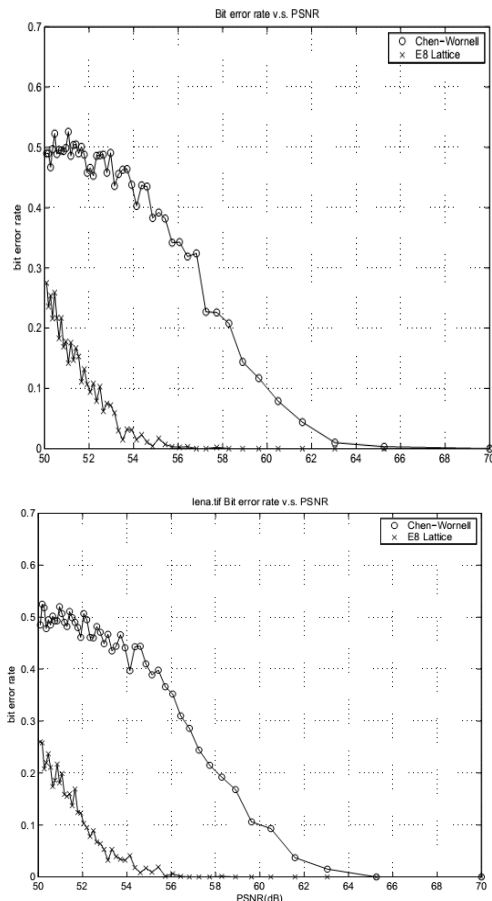 Bit error rate v.s. PSNR
0.7
0.6
0.5
0.4
0.3
0.2
0.1
0
bit error rate
Chen-Wornell
E8 Lattice
50 52 54 56 58 60 62 64 66 68 70
lena.tif Bit error rate v.s. PSNR
0.7
0.6
0.5
0.4
0.3
0.2
0.1
0
bit error rate
Chen-Wornell
E8 Lattice
50 52 54 56 58 60 62 64 66 68 70
PSNR(dB)